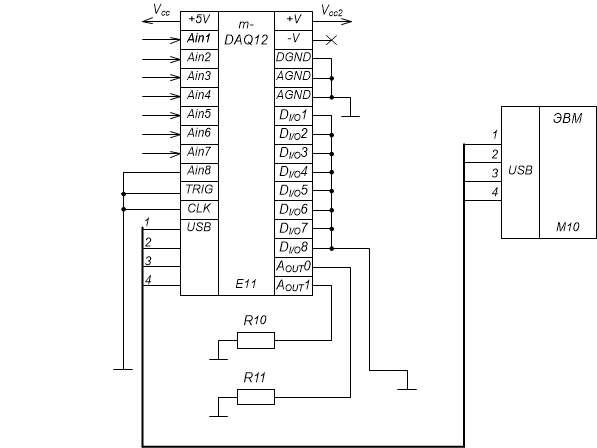 Vcc
Vcc2
+5V
m-DAQ12
+V
Ain1
-V
Ain2
DGND
Ain3
AGND
Ain4
AGND
Ain5
DI/O1
Ain6
DI/O2
Ain7
DI/O3
Ain8
DI/O4
TRIG
DI/O5
CLK
DI/O6
1
USB
DI/O7
2
DI/O8
3
AOUT0
4
E11
AOUT1
R10
R11
ЭВМ
1
2
USB
3
4
M10